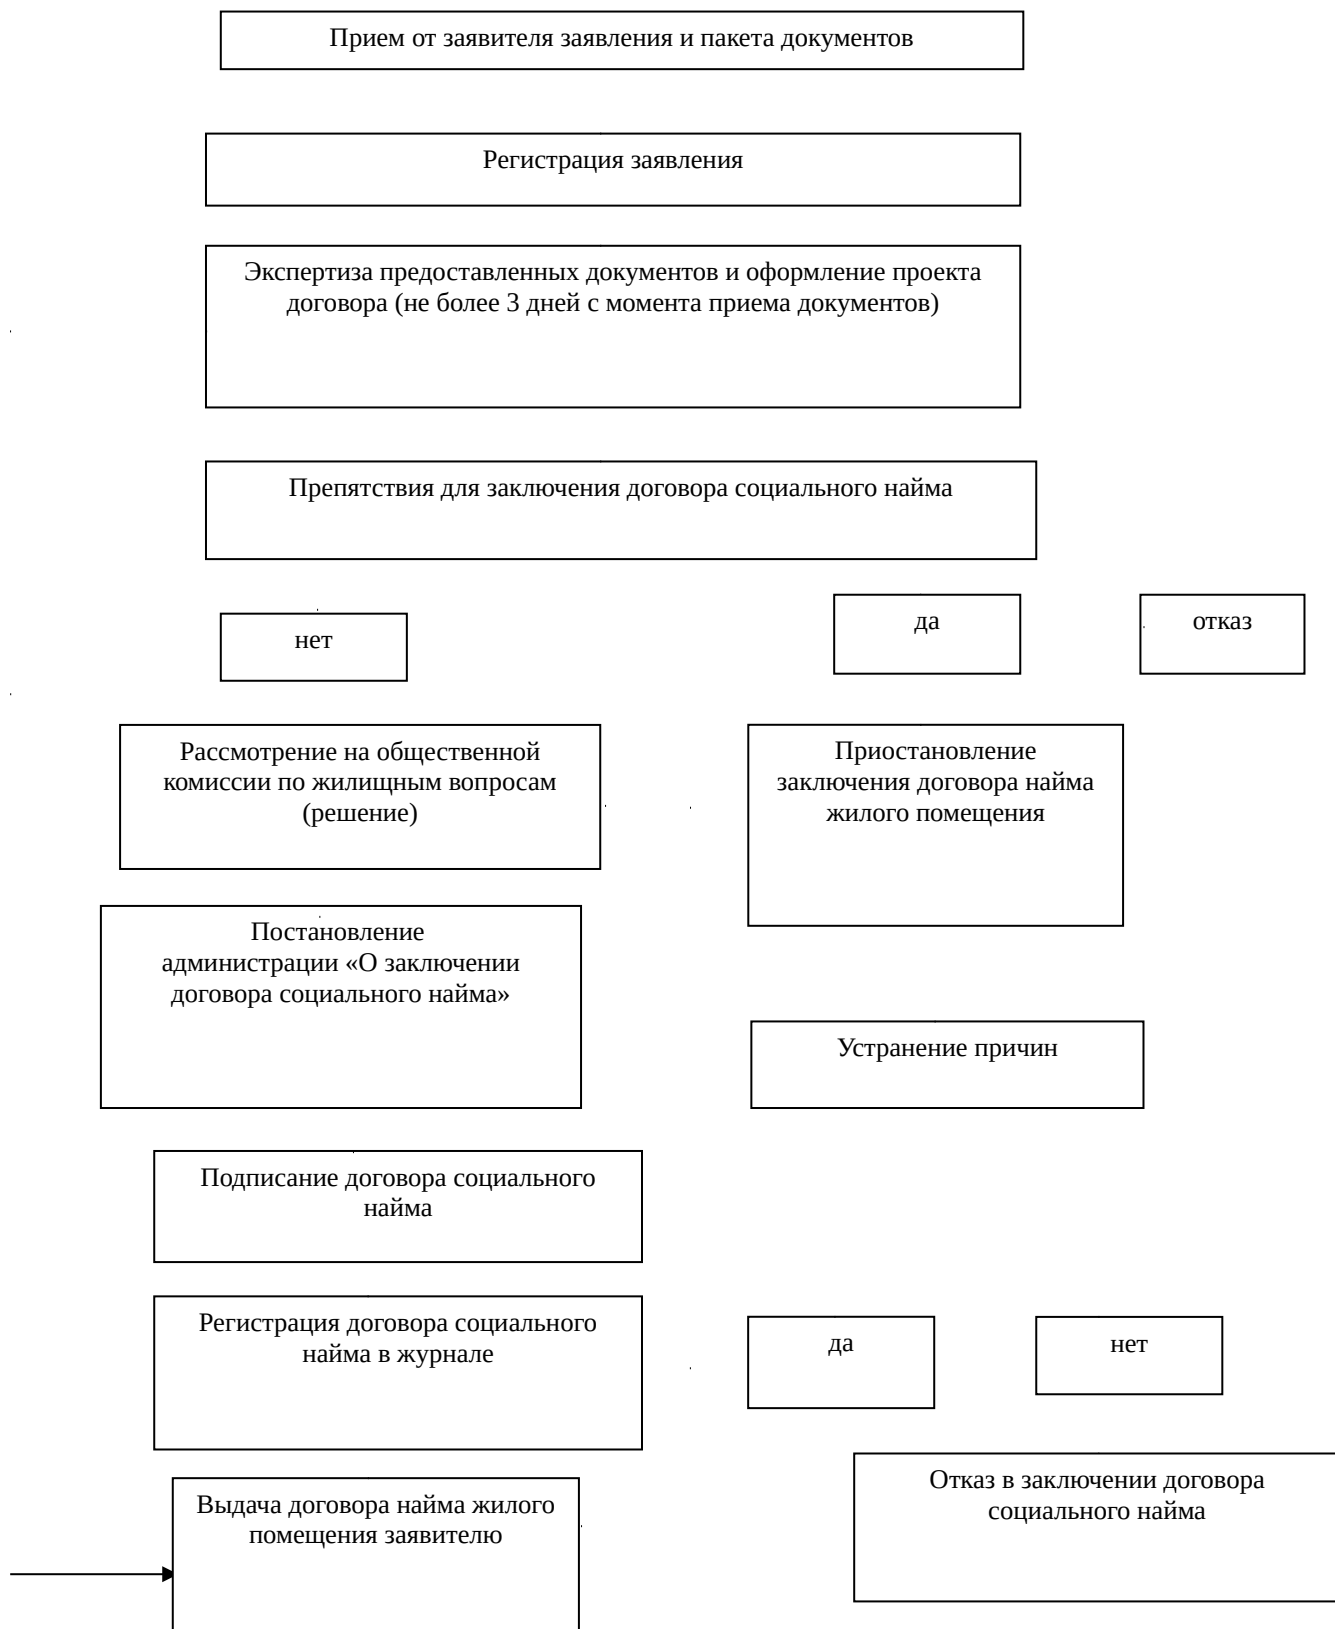 Прием от заявителя заявления и пакета документов
Регистрация заявления
Экспертиза предоставленных документов и оформление проекта
договора (не более 3 дней с момента приема документов)
Препятствия для заключения договора социального найма
нет
да
отказ
Рассмотрение на общественной
комиссии по жилищным вопросам
(решение)
Приостановление
заключения договора найма
жилого помещения
Постановление
администрации «О заключении
договора социального найма»
Устранение причин
Подписание договора социального
найма
Регистрация договора социального
найма в журнале
да
нет
Выдача договора найма жилого
помещения заявителю
Отказ в заключении договора
социального найма